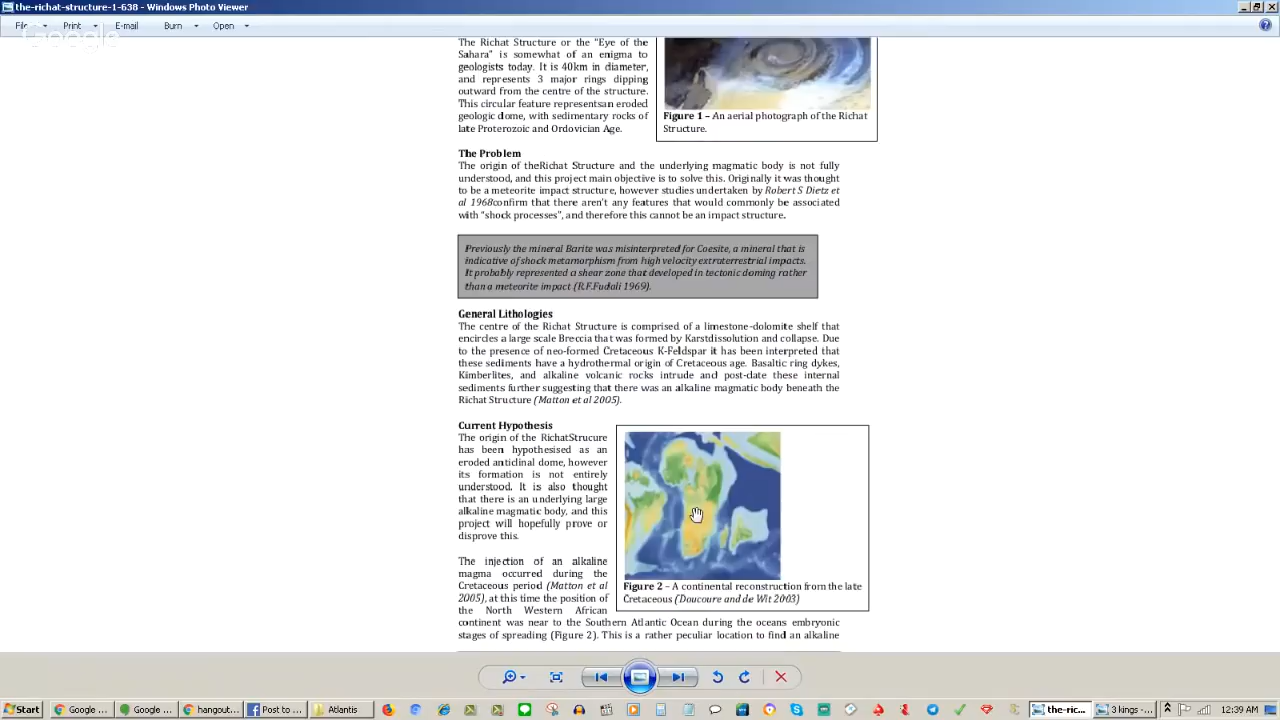 the-richat-structure-1-638 - Windows Photo Viewer
File Print E-mail Burn Open
Google
The Richat Structure or the "Eye of the
Sahara" is somewhat of an enigma to
geologists today. It is 40km in diameter,
and represents 3 major rings dipping
outward from the centre of the structure.
This circular feature representsan eroded
geologic dome, with sedimentary rocks of
late Proterozoic and Ordovician Age.
Figure 1 – An aerial photograph of the Richat
Structure.
The Problem
The origin of theRichat Structure and the underlying magmatic body is not fully
understood, and this project main objective is to solve this. Originally it was thought
to be a meteorite impact structure, however studies undertaken by Robert S Dietz et
al 1968confirm that there aren't any features that would commonly be associated
with "shock processes", and therefore this cannot be an impact structure.
Previously the mineral Barite was misinterpreted for Coesite, a mineral that is
indicative of shock metamorphism from high velocity extraterrestrial impacts.
It probably represented a shear zone that developed in tectonic doming rather
than a meteorite impact (R.F.Fudali 1969).
General Lithologies
The centre of the Richat Structure is comprised of a limestone-dolomite shelf that
encircles a large scale Breccia that was formed by Karstdissolution and collapse. Due
to the presence of neo-formed Cretaceous K-Feldspar it has been interpreted that
these sediments have a hydrothermal origin of Cretaceous age. Basaltic ring dykes,
Kimberlites, and alkaline volcanic rocks intrude and post-date these internal
sediments further suggesting that there was an alkaline magmatic body beneath the
Richat Structure (Matton et al 2005).
Current Hypothesis
The origin of the RichatStrucure
has been hypothesised as an
eroded anticlinal dome, however
its formation is not entirely
understood. It is also thought
that there is an underlying large
alkaline magmatic body, and this
project will hopefully prove or
disprove this.
The injection of an alkaline
magma occurred during the
Cretaceous period (Matton et al
2005), at this time the position of
the North Western African
continent was near to the Southern Atlantic Ocean during the oceans embryonic
stages of spreading (Figure 2). This is a rather peculiar location to find an alkaline
Figure 2 – A continental reconstruction from the late
Cretaceous (Doucoure and de Wit 2003)
Start Google ... Google ... hangout... Post to ... Atlantis the-ric... 3 kings -... 12:39 AM